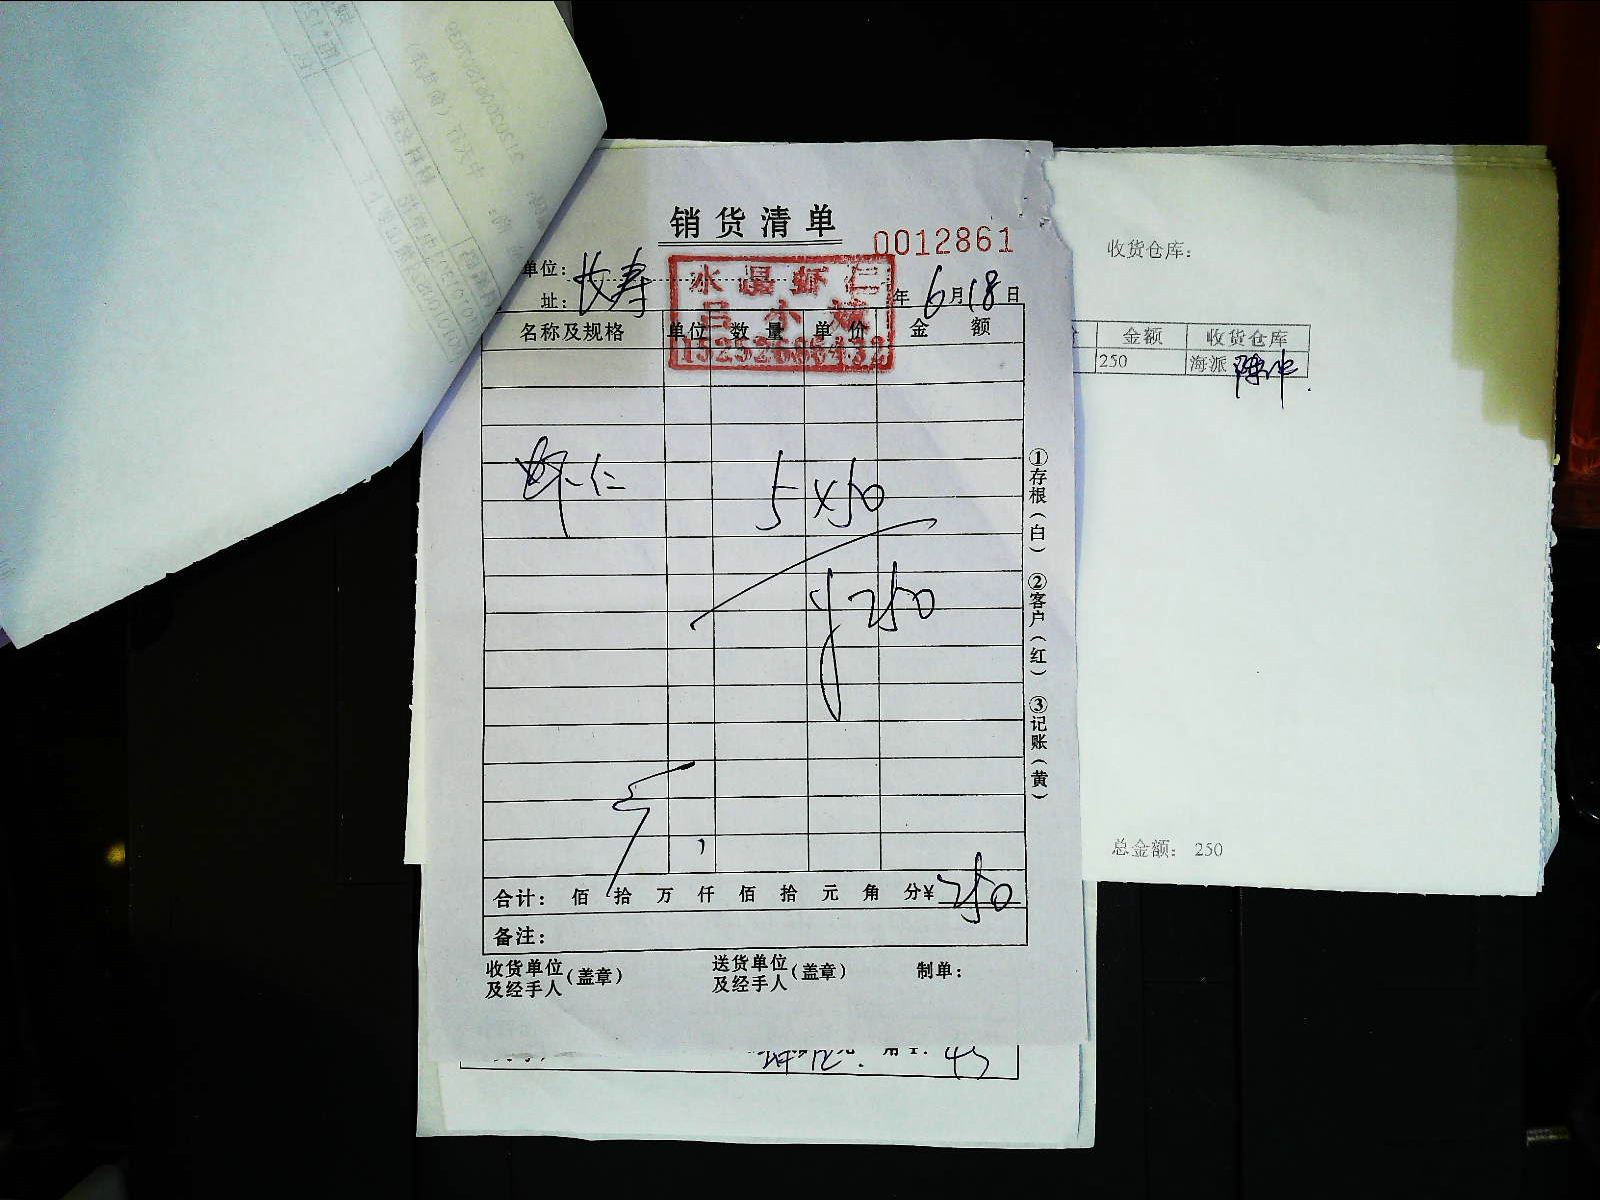 销货清单
0012861
单位：
址：长寿
年6月18日
水晶虾仁
吕小
名称及规格 单位 数量 单价 金额
虾仁 5×50
250
合计： 佰 拾 万 仟 佰 拾 元 角 分¥ 250
备注：
收货单位及经手人（盖章） 送货单位及经手人（盖章） 制单：
①存根（白） ②客户（红） ③记账（黄）
收货仓库：
金额 收货仓库
250 海派
总金额： 250
45